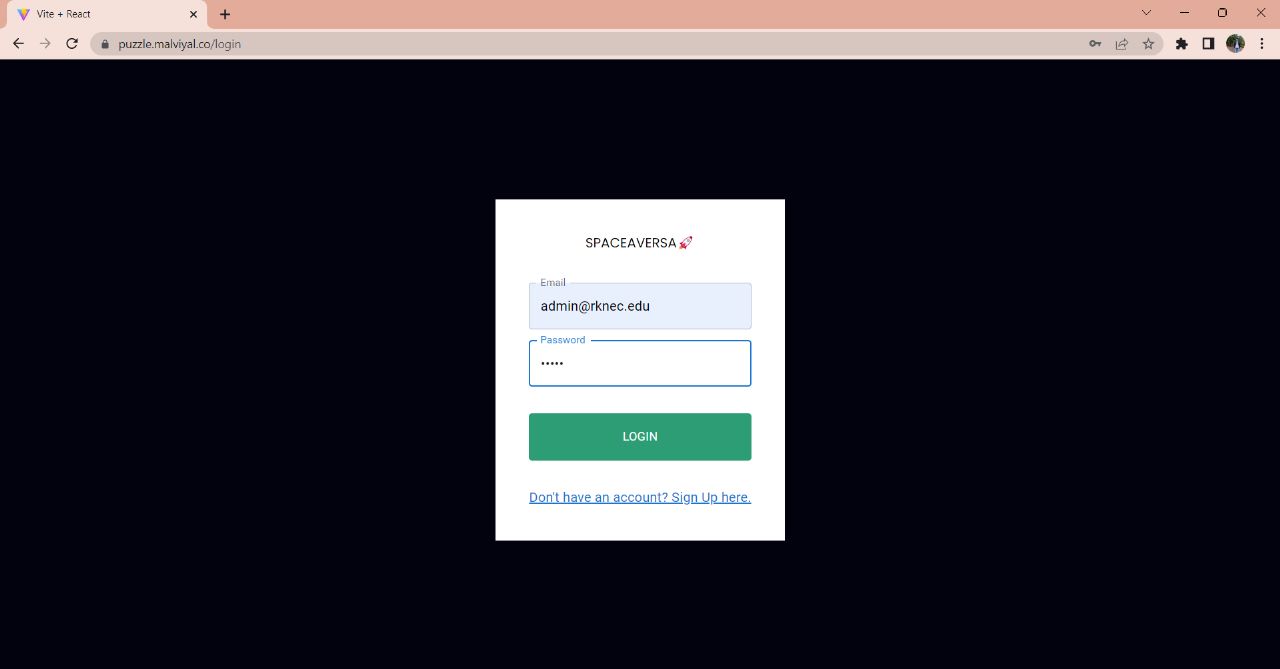 Vite + React
puzzle.malviyal.co/login
SPACEAVERSA🚀
Email
admin@rknec.edu
Password
•••••
LOGIN
Don't have an account? Sign Up here.